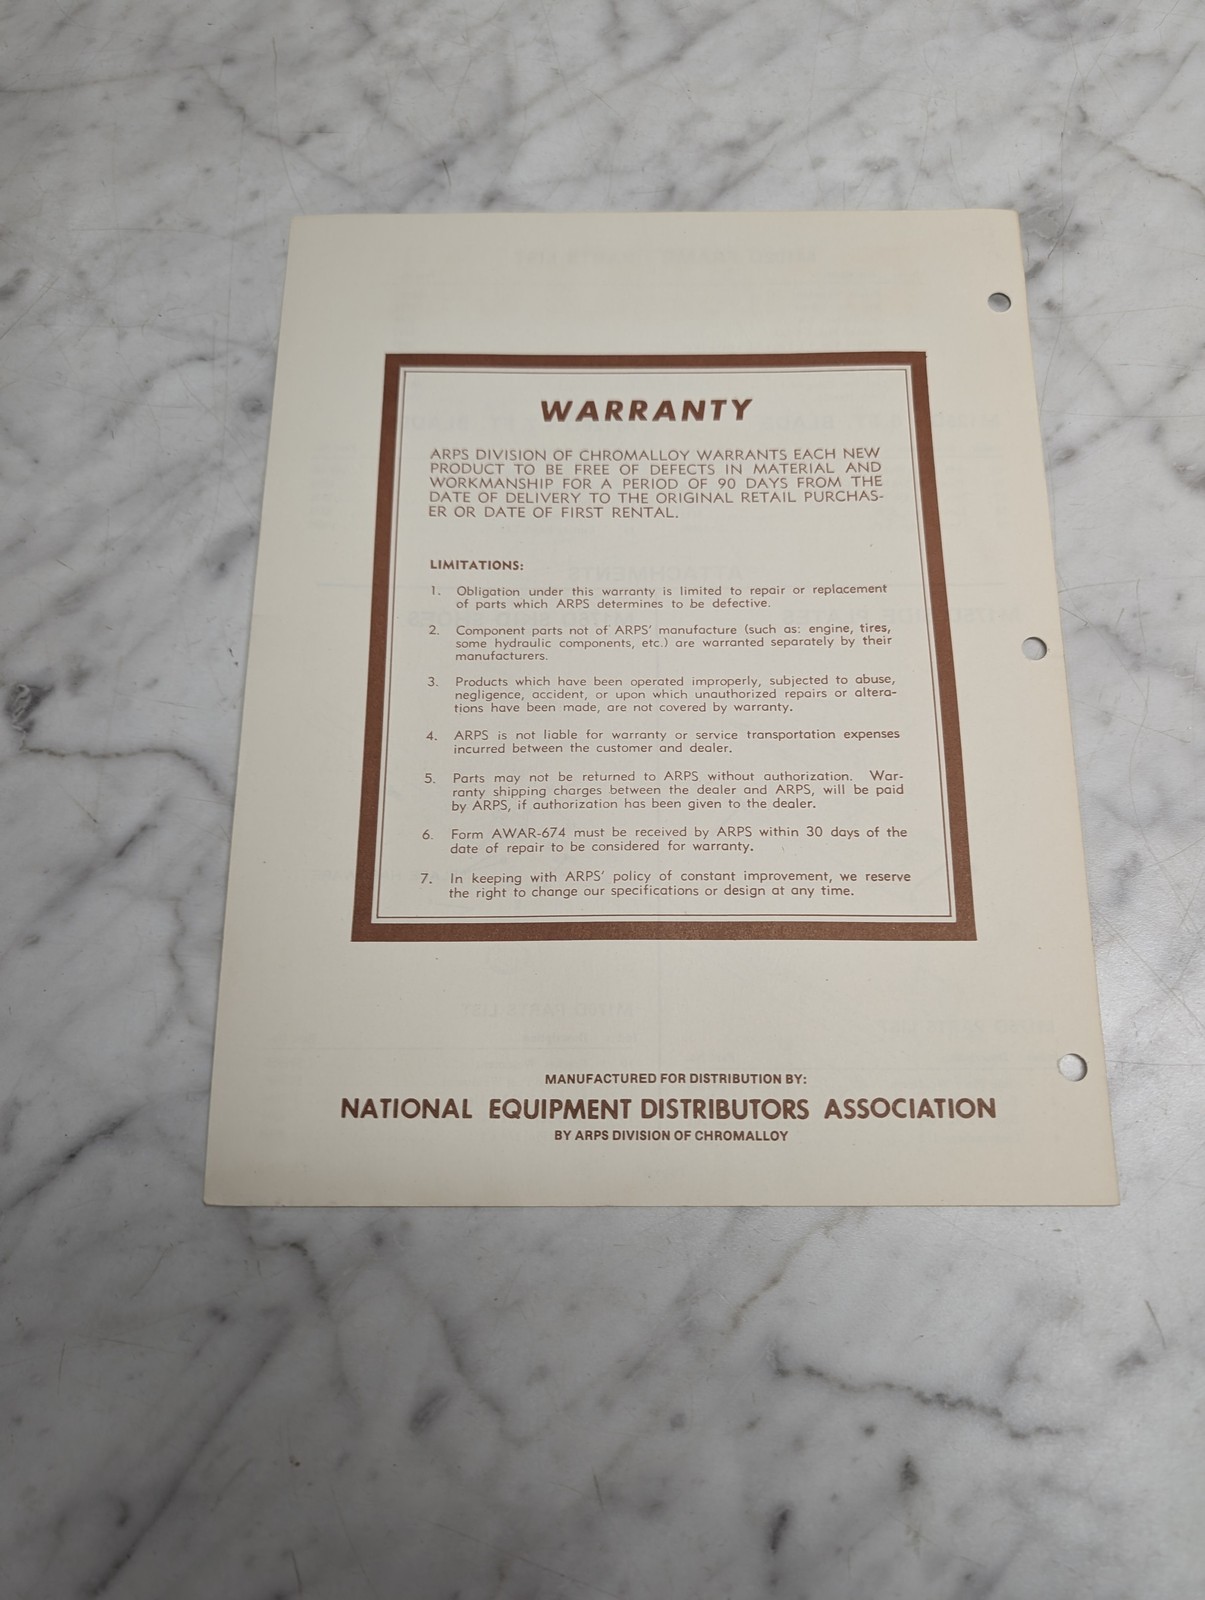 WARRANTY
ARPS DIVISION OF CHROMALLOY WARRANTS EACH NEW
PRODUCT TO BE FREE OF DEFECTS IN MATERIAL AND
WORKMANSHIP FOR A PERIOD OF 90 DAYS FROM THE
DATE OF DELIVERY TO THE ORIGINAL RETAIL PURCHAS-
ER OR DATE OF FIRST RENTAL.
LIMITATIONS:
1. Obligation under this warranty is limited to repair or replacement
of parts which ARPS determines to be defective.
2. Component parts not of ARPS' manufacture (such as: engine, tires,
some hydraulic components, etc.) are warranted separately by their
manufacturers.
3. Products which have been operated improperly, subjected to abuse,
negligence, accident, or upon which unauthorized repairs or altera-
tions have been made, are not covered by warranty.
4. ARPS is not liable for warranty or service transportation expenses
incurred between the customer and dealer.
5. Parts may not be returned to ARPS without authorization. War-
ranty shipping charges between the dealer and ARPS, will be paid
by ARPS, if authorization has been given to the dealer.
6. Form AWAR-674 must be received by ARPS within 30 days of the
date of repair to be considered for warranty.
7. In keeping with ARPS' policy of constant improvement, we reserve
the right to change our specifications or design at any time.
MANUFACTURED FOR DISTRIBUTION BY:
NATIONAL EQUIPMENT DISTRIBUTORS ASSOCIATION
BY ARPS DIVISION OF CHROMALLOY